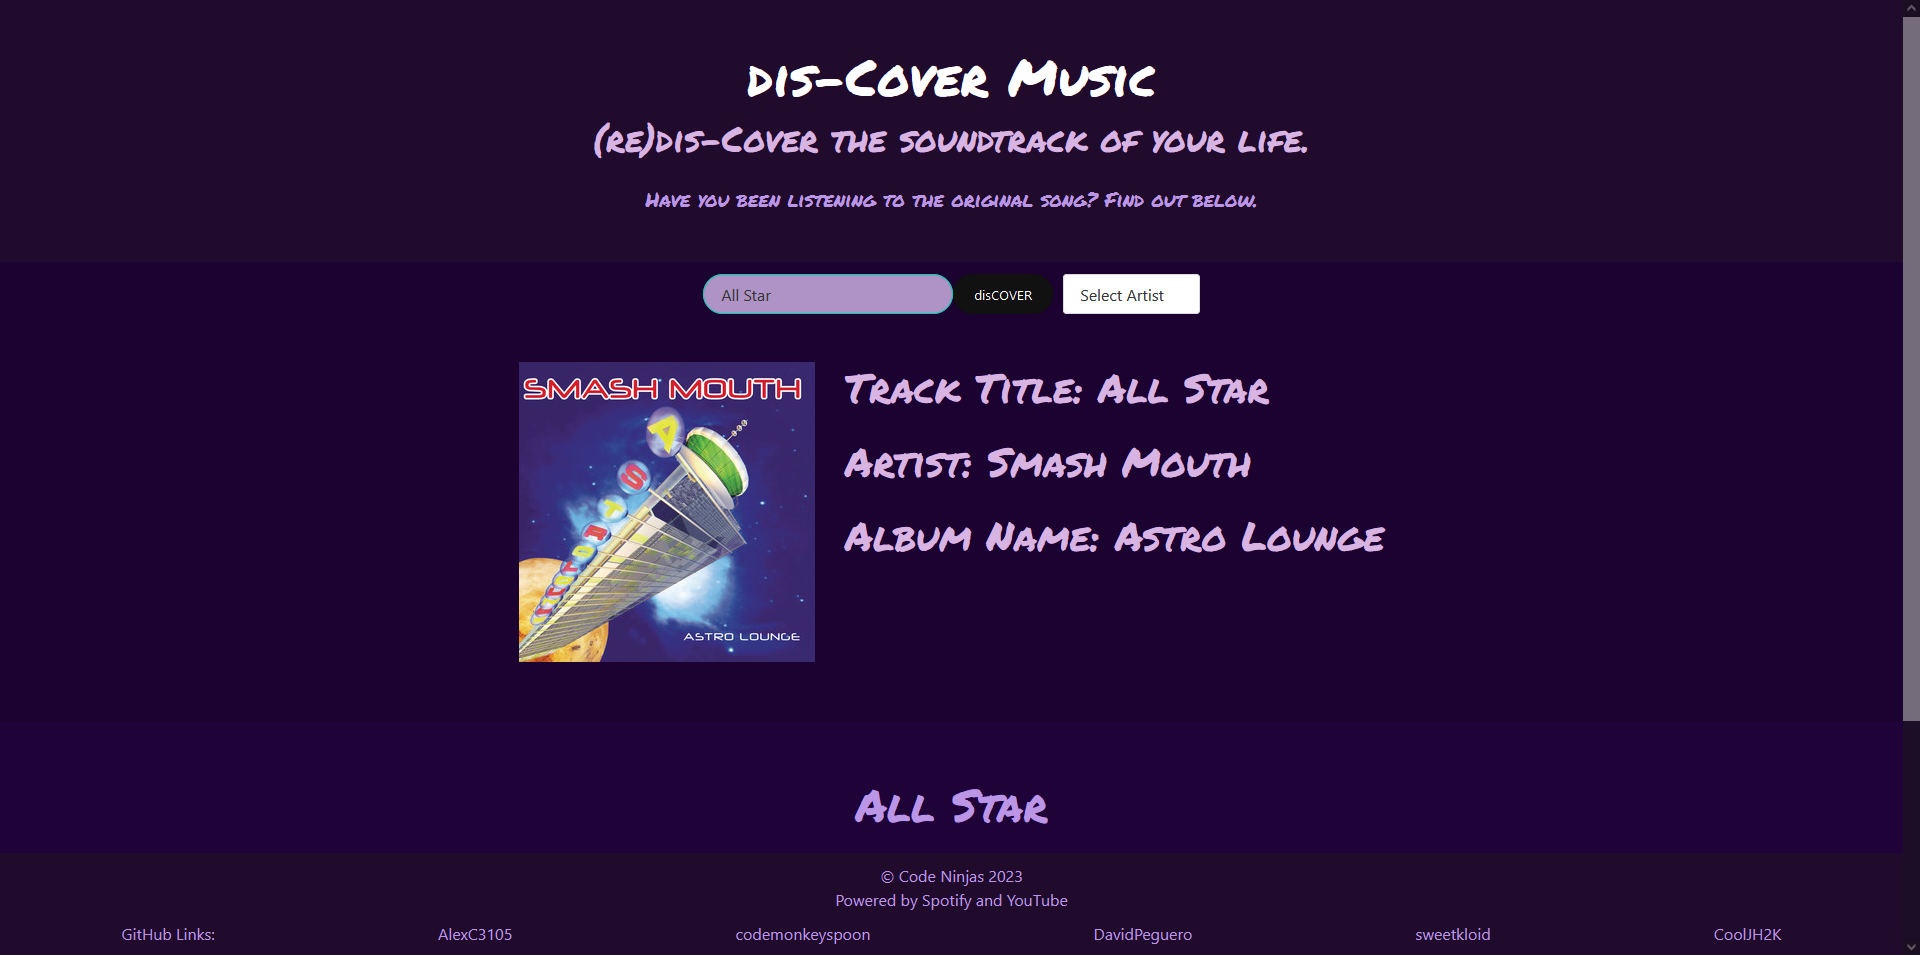 dis-Cover Music
(re)dis-Cover the soundtrack of your life.
Have you been listening to the original song? Find out below.
All Star
disCOVER
Select Artist
SMASH MOUTH
ASTRO LOUNGE
Track Title: All Star
Artist: Smash Mouth
Album Name: Astro Lounge
All Star
© Code Ninjas 2023
Powered by Spotify and YouTube
GitHub Links: AlexC3105 codemonkeyspoon DavidPeguero sweetkloid CoolJH2K